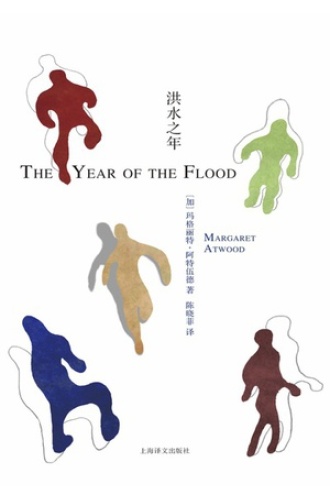 洪水之年
THE YEAR OF THE FLOOD
[加]玛格丽特·阿特伍德 著
陈晓菲 译
MARGARET
ATWOOD
上海译文出版社